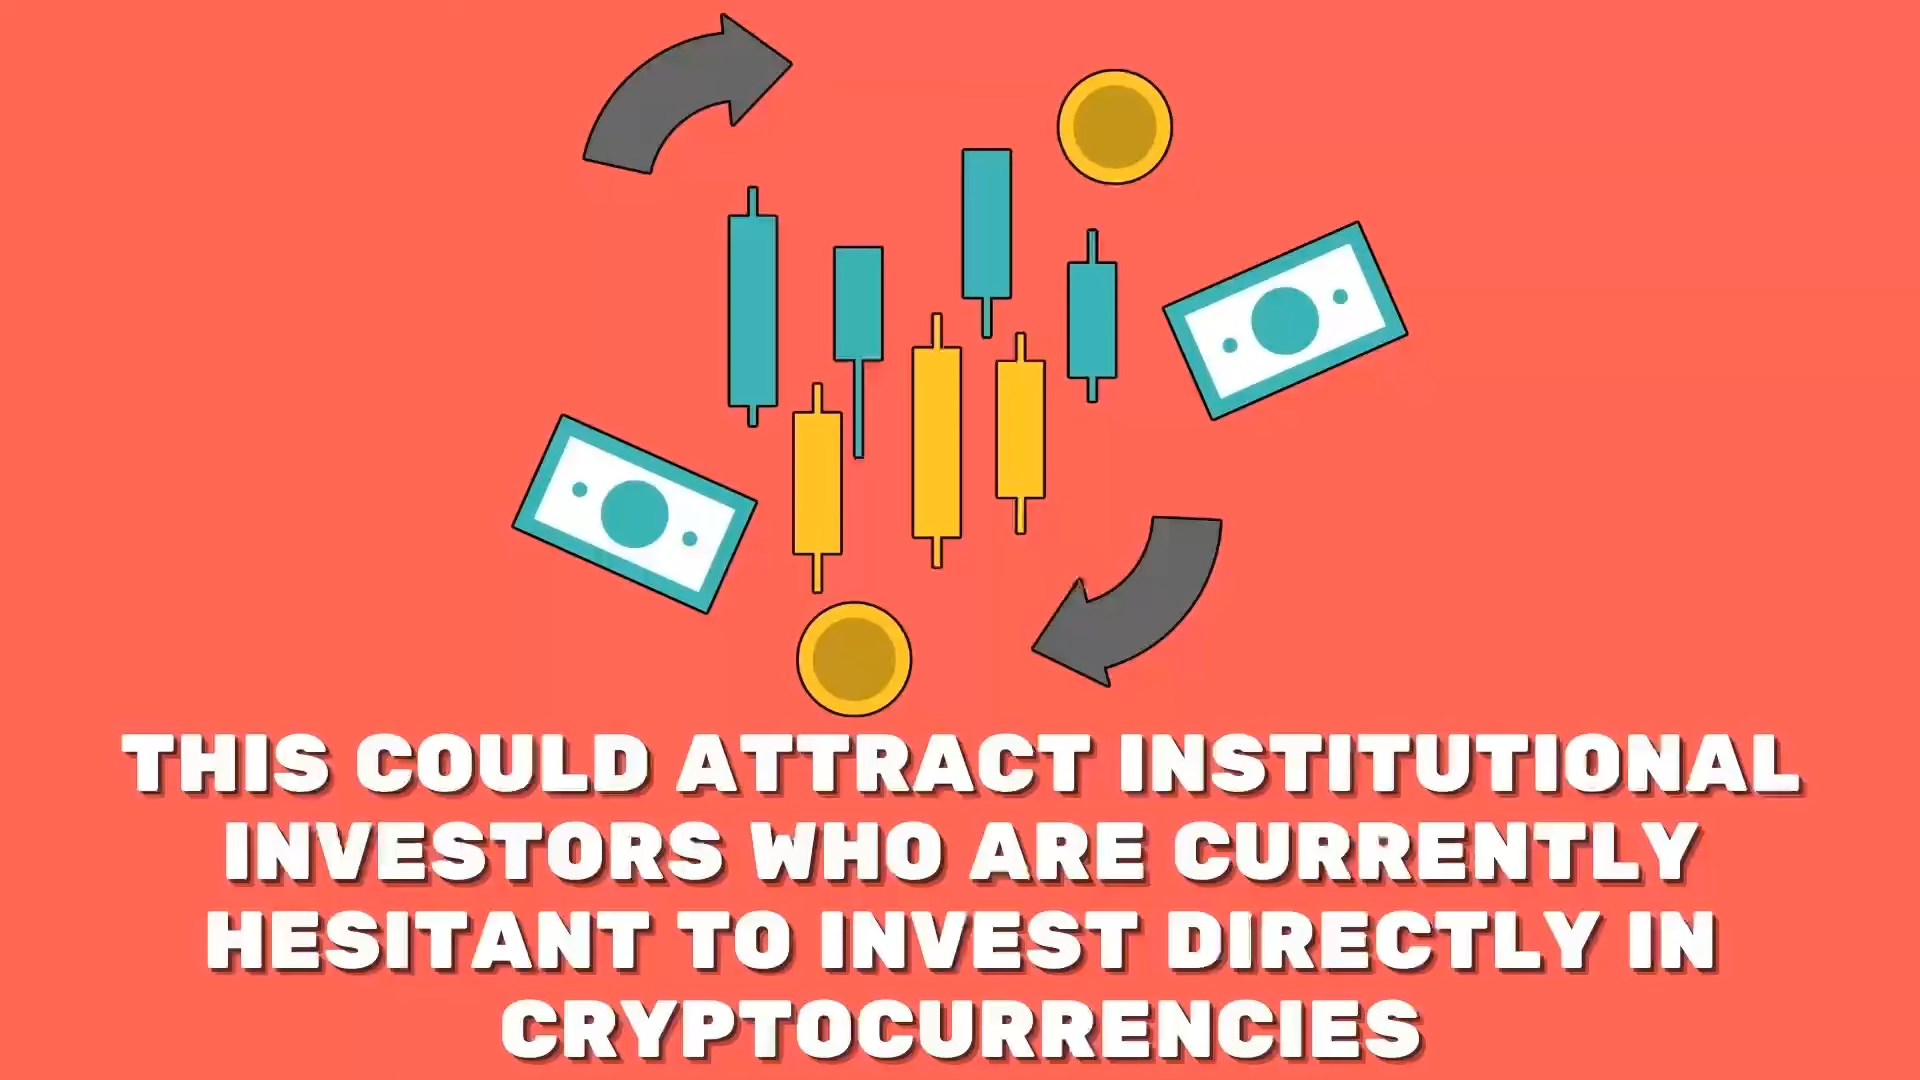 THIS COULD ATTRACT INSTITUTIONAL
INVESTORS WHO ARE CURRENTLY
HESITANT TO INVEST DIRECTLY IN
CRYPTOCURRENCIES